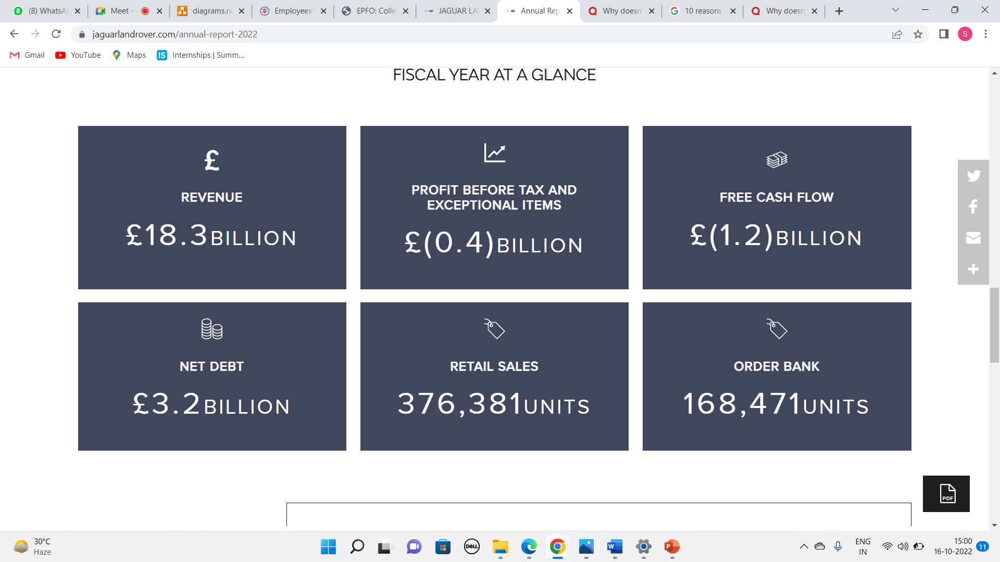 (8) WhatsAp
Meet -
diagrams.ne
Employees'
EPFO: Colle
JAGUAR LA
Annual Rep
Why doesn'
10 reasons
Why doesn
jaguarlandrover.com/annual-report-2022
S
Gmail
YouTube
Maps
IS
Internships | Summ...
FISCAL YEAR AT A GLANCE
£
REVENUE
£18.3BILLION
PROFIT BEFORE TAX AND
EXCEPTIONAL ITEMS
£(0.4)BILLION
FREE CASH FLOW
£(1.2)BILLION
NET DEBT
£3.2BILLION
RETAIL SALES
376,381UNITS
ORDER BANK
168,471UNITS
PDF
30°C
Haze
DELL
W
P
ENG
IN
15:00
16-10-2022
11